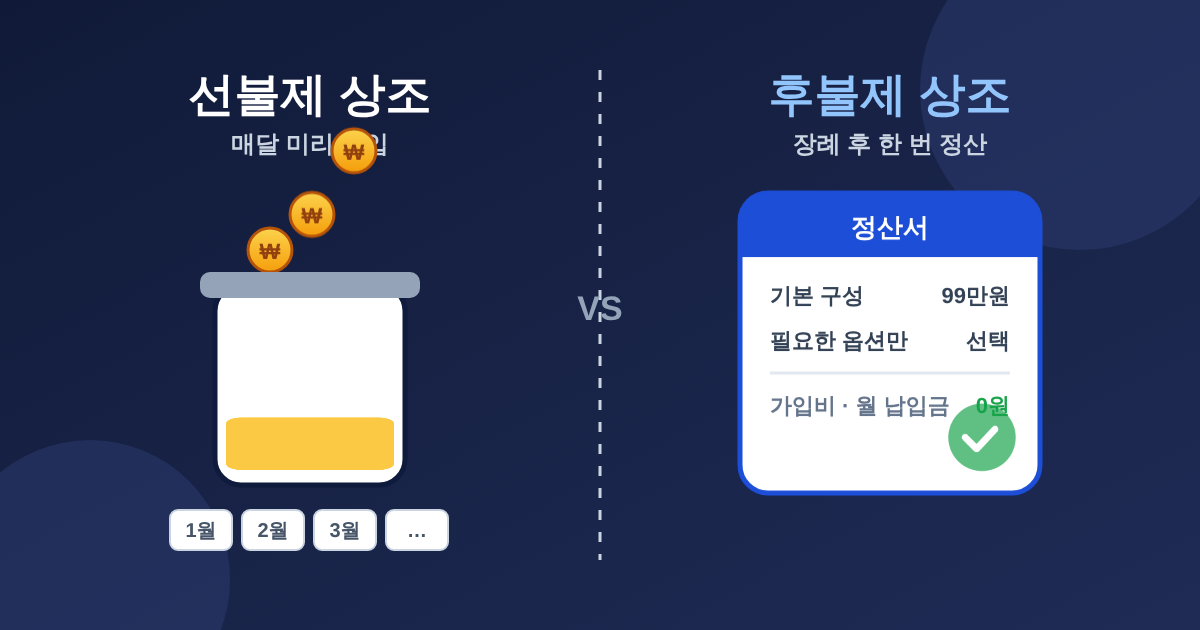 선불제 상조
매달 미리
₩
₩
₩
1월
2월
3월
...
VS
후불제 상조
장례 후 한 번 정산
정산서
기본 구성 99만원
필요한 옵션만 선택
가입비 · 월 납입금 0원